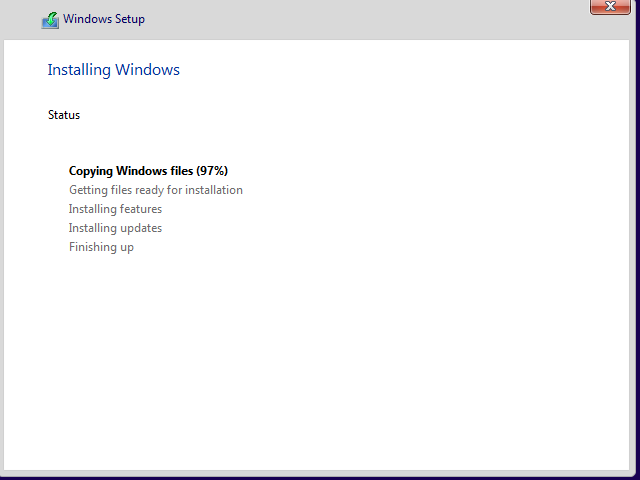 Windows Setup
Installing Windows
Status
Copying Windows files (97%)
Getting files ready for installation
Installing features
Installing updates
Finishing up